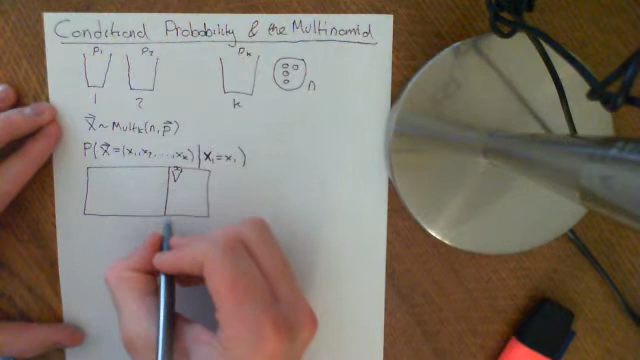 Conditional Probability & the Multinomial
P₁ P₂ Pₖ
1 2 k n
X⃗ ~ Multₖ(n, p⃗)
P(X⃗ = (x₁, x₂, ..., xₖ) | X₁ = x₁)